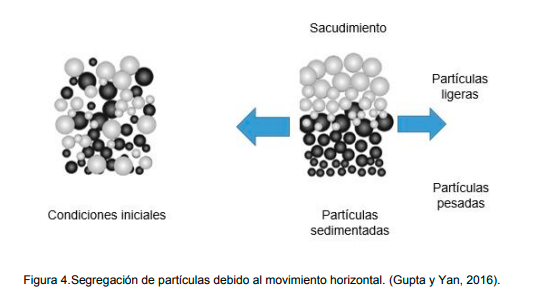 Sacudimiento
Partículas
ligeras
Partículas
pesadas
Condiciones iniciales
Partículas
sedimentadas
Figura 4.Segregación de partículas debido al movimiento horizontal. (Gupta y Yan, 2016).